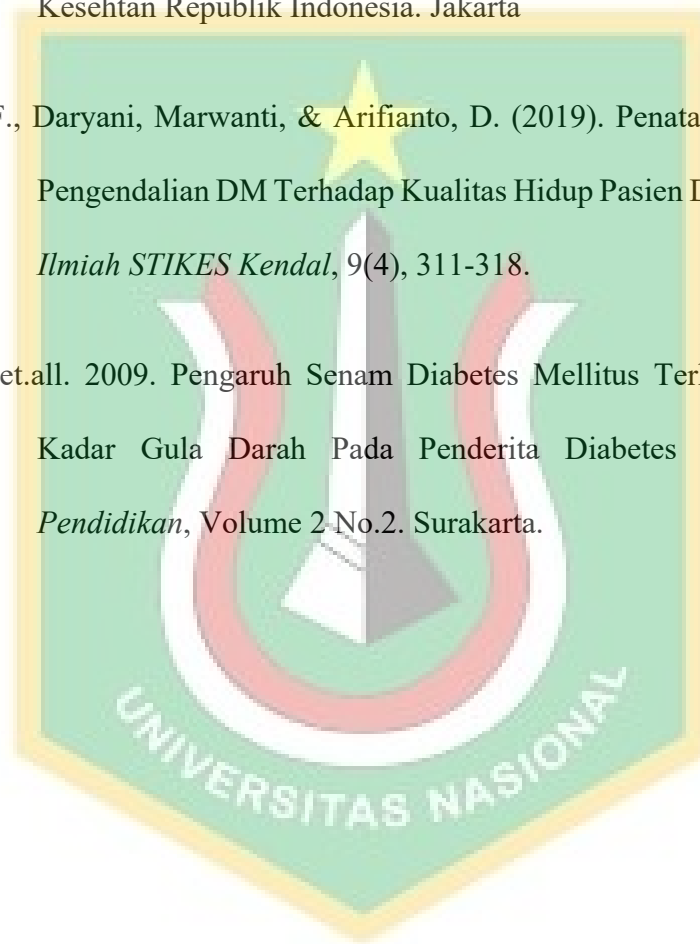 Kesehtan Republik Indonesia. Jakarta
F., Daryani, Marwanti, & Arifianto, D. (2019). Penata
Pengendalian DM Terhadap Kualitas Hidup Pasien D
Ilmiah STIKES Kendal, 9(4), 311-318.
et.all. 2009. Pengaruh Senam Diabetes Mellitus Ter
Kadar Gula Darah Pada Penderita Diabetes
Pendidikan, Volume 2 No.2. Surakarta.
UNIVERSITAS NASIONAL